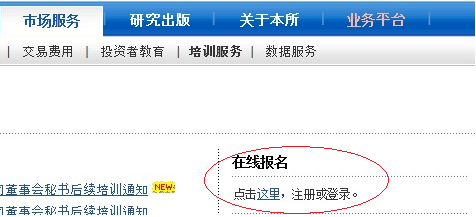 市场服务 研究出版 关于本所 业务平台
| 交易费用 | 投资者教育 | 培训服务 | 数据服务
在线报名
董事会秘书后续培训通知 NEW!
点击这里，注册或登录。
董事会秘书后续培训通知